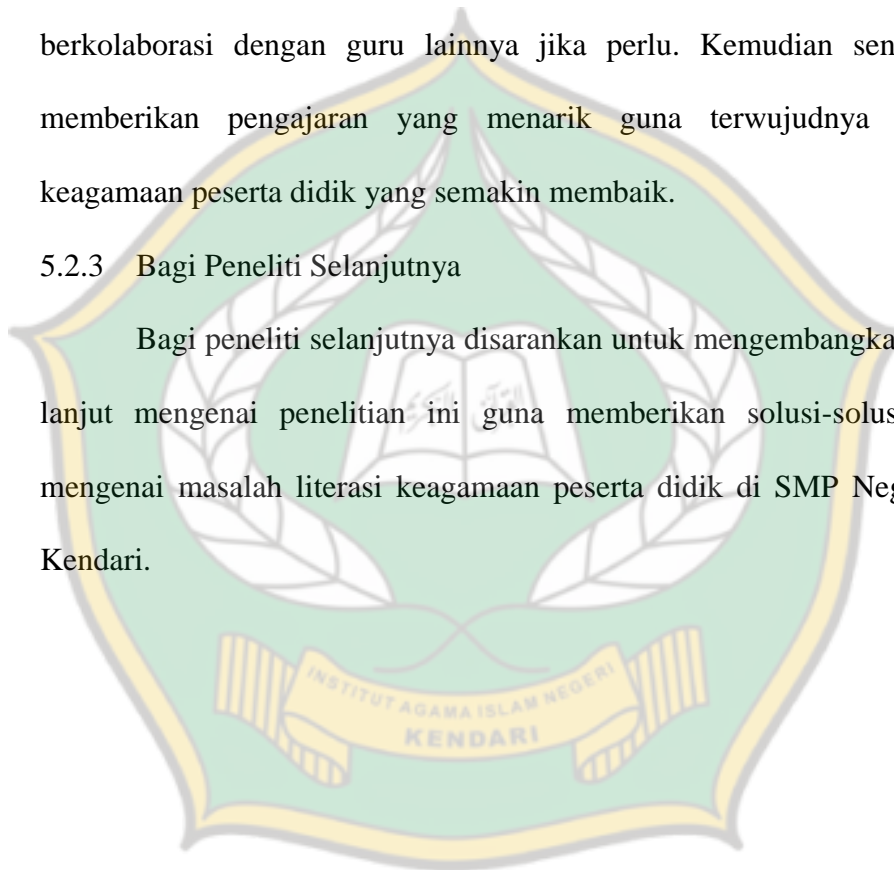 berkolaborasi dengan guru lainnya jika perlu. Kemudian sen
memberikan pengajaran yang menarik guna terwujudnya
keagamaan peserta didik yang semakin membaik.
5.2.3 Bagi Peneliti Selanjutnya
Bagi peneliti selanjutnya disarankan untuk mengembangka
lanjut mengenai penelitian ini guna memberikan solusi-solus
mengenai masalah literasi keagamaan peserta didik di SMP Neg
Kendari.
INSTITUT AGAMA ISLAM NEGERI
KENDARI